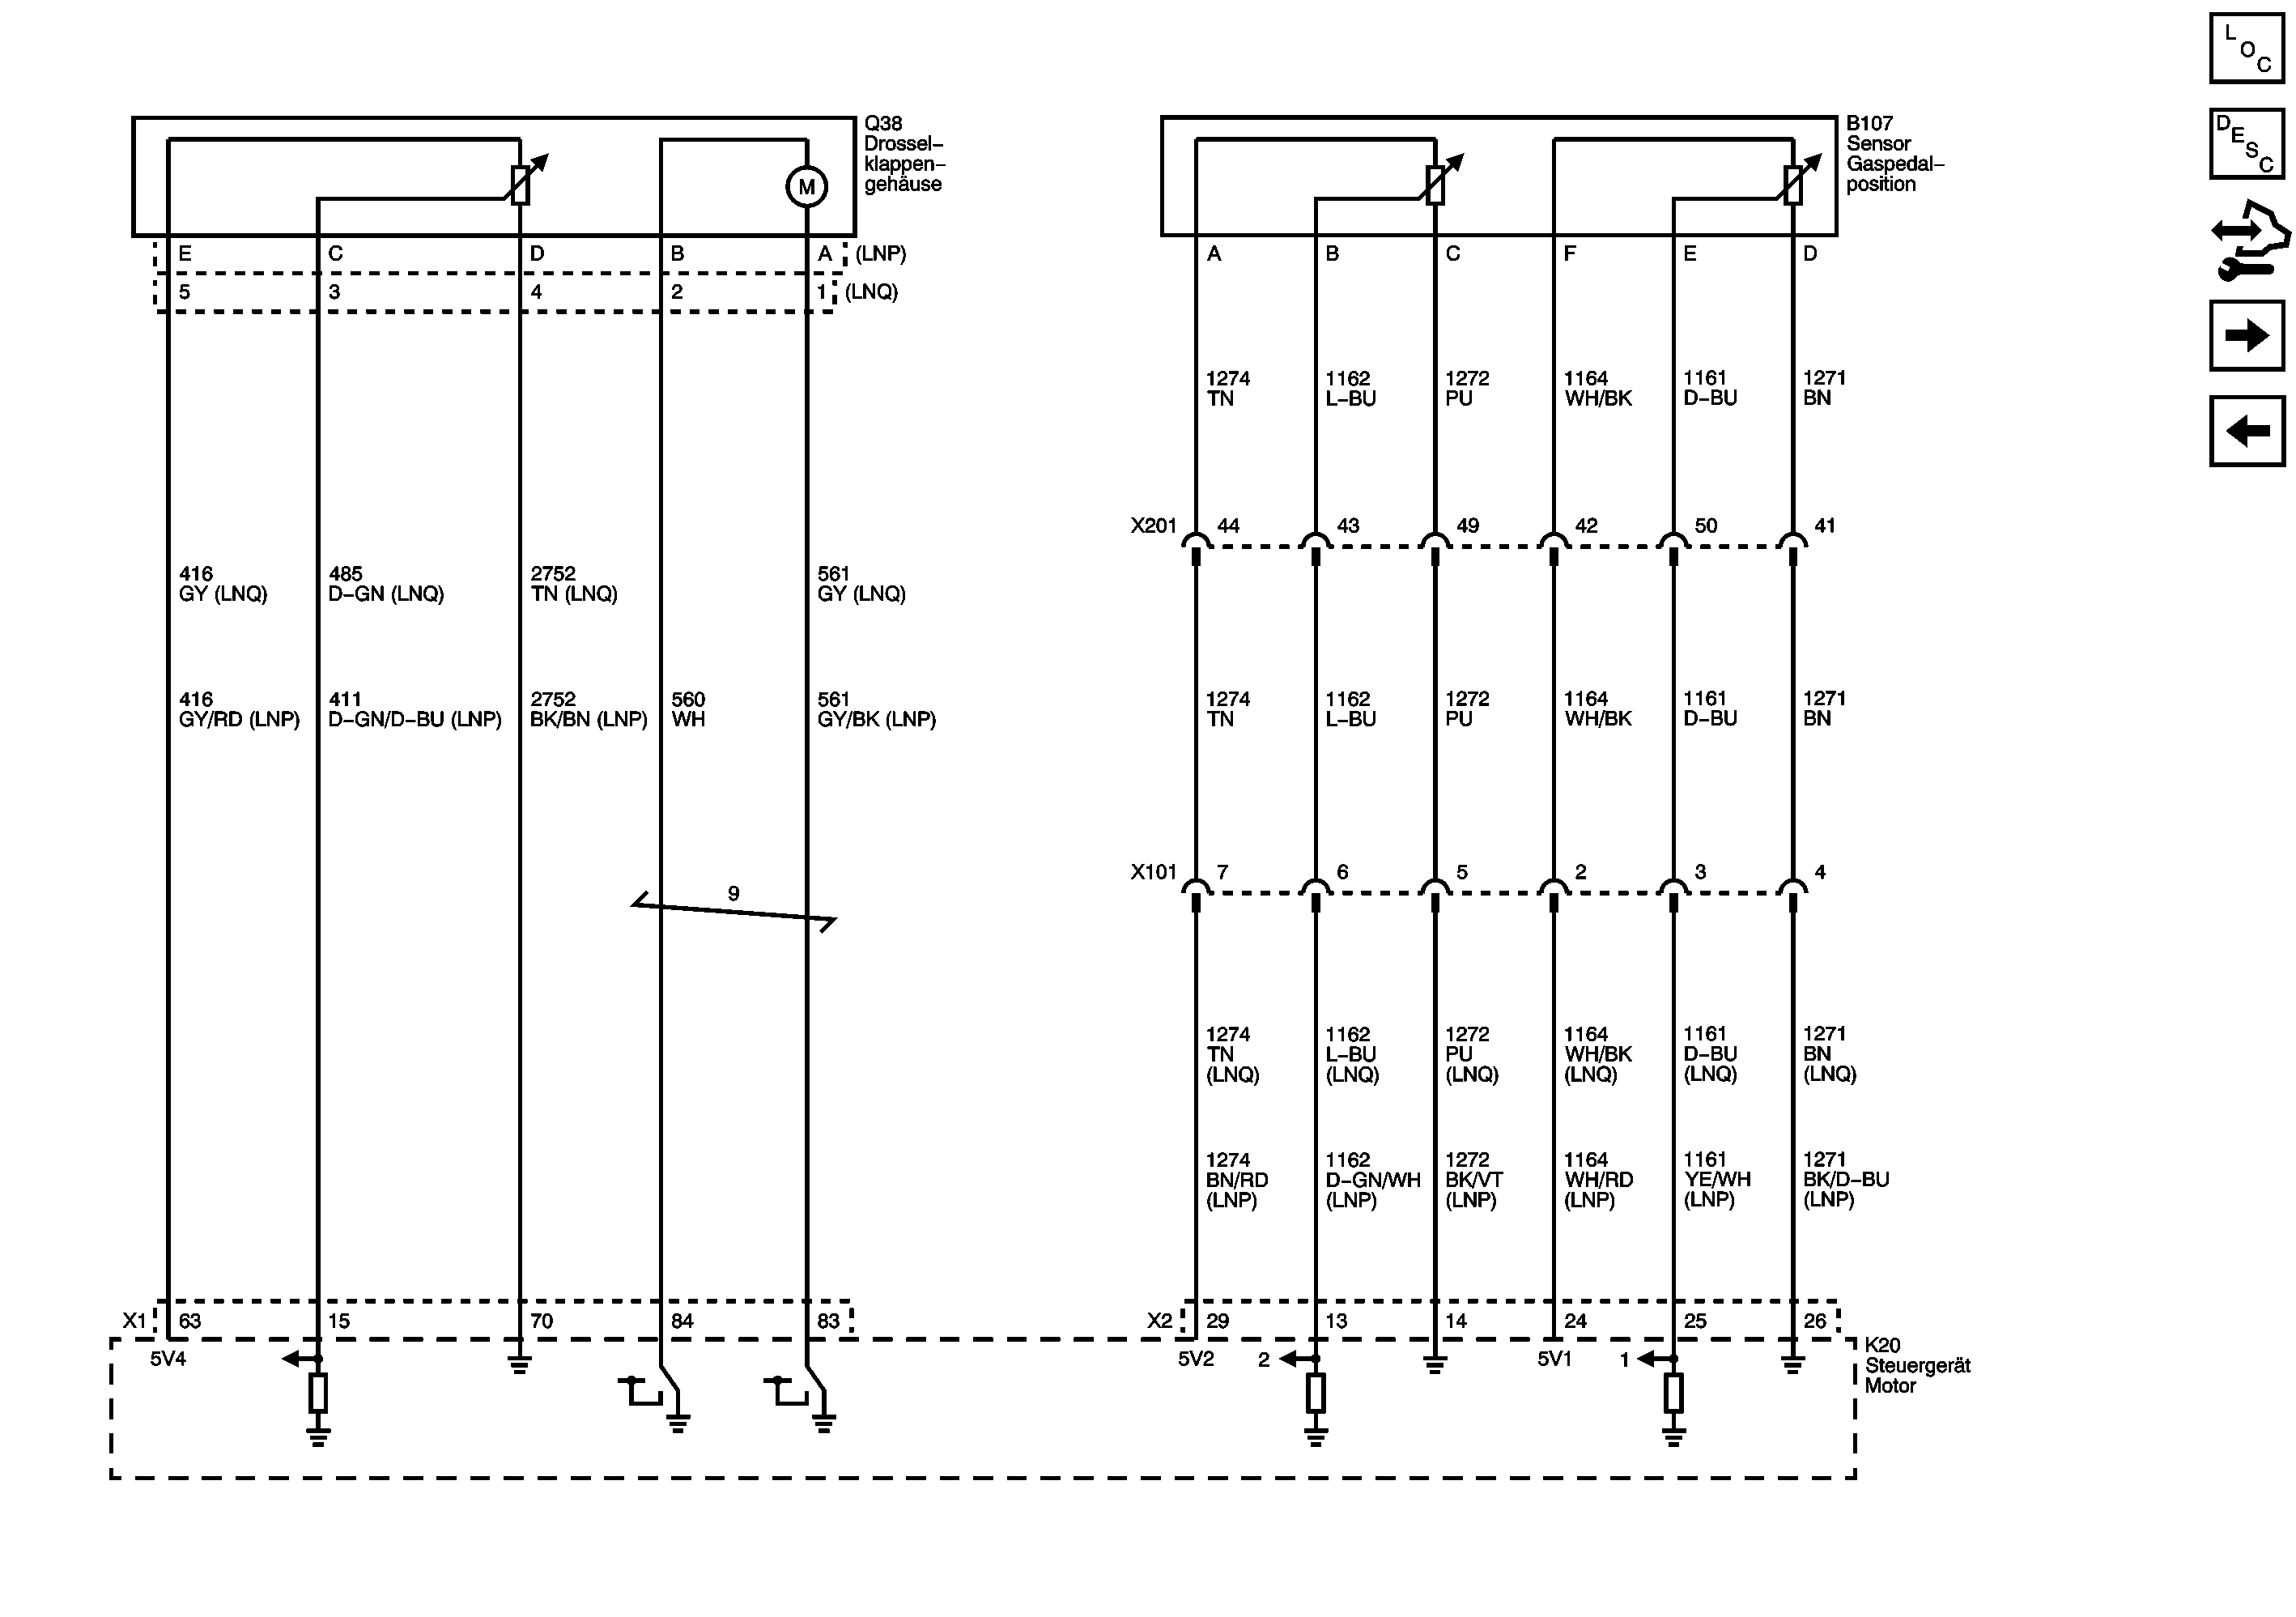 L O C
D E S C
Q38
Drossel–
klappen–
gehäuse
M
B107
Sensor
Gaspedal–
position
E C D B A (LNP)
5 3 4 2 1 (LNQ)
A B C F E D
1274 1162 1272 1164 1161 1271
TN L–BU PU WH/BK D–BU BN
X201 44 43 49 42 50 41
416 485 2752 561
GY (LNQ) D–GN (LNQ) TN (LNQ) GY (LNQ)
416 411 2752 560 561
GY/RD (LNP) D–GN/D–BU (LNP) BK/BN (LNP) WH GY/BK (LNP)
1274 1162 1272 1164 1161 1271
TN L–BU PU WH/BK D–BU BN
9
X101 7 6 5 2 3 4
1274 1162 1272 1164 1161 1271
TN L–BU PU WH/BK D–BU BN
(LNQ) (LNQ) (LNQ) (LNQ) (LNQ) (LNQ)
1274 1162 1272 1164 1161 1271
BN/RD D–GN/WH BK/VT WH/RD YE/WH BK/D–BU
(LNP) (LNP) (LNP) (LNP) (LNP) (LNP)
X1 63 15 70 84 83
X2 29 13 14 24 25 26
5V4
5V2 2 5V1 1
K20
Steuergerät
Motor